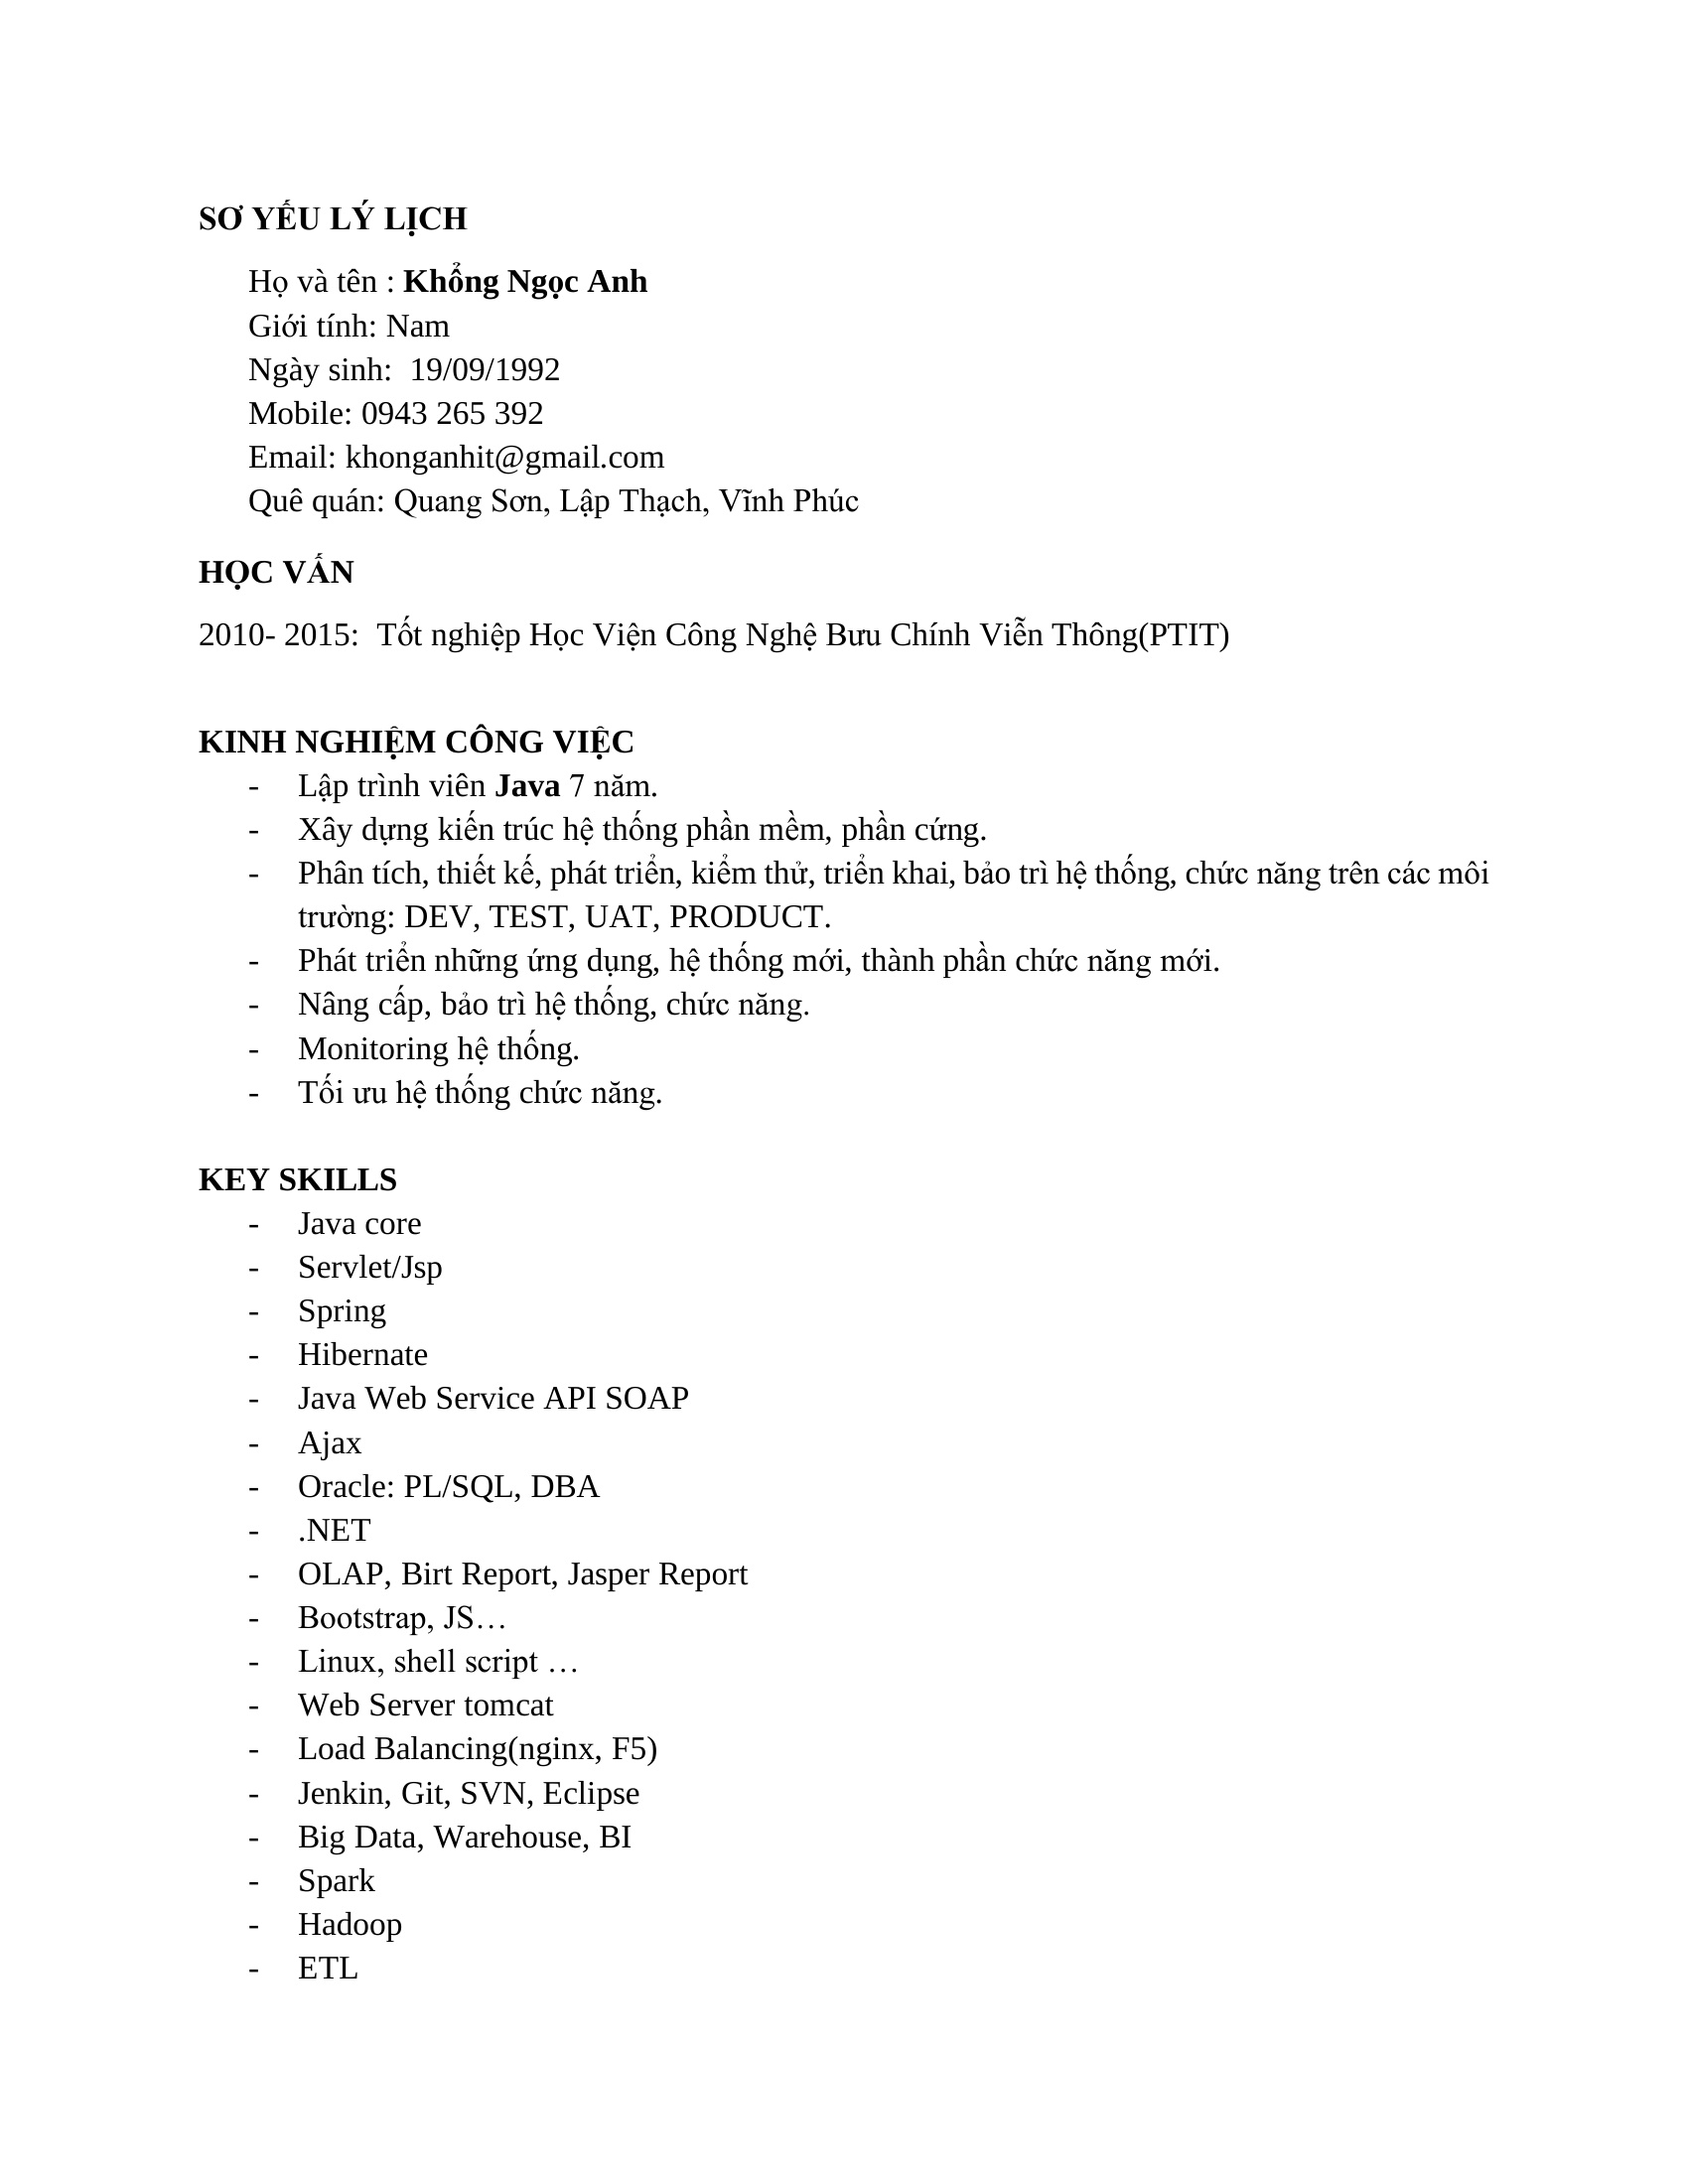 SƠ YẾU LÝ LỊCH
Họ và tên : Khổng Ngọc Anh
Giới tính: Nam
Ngày sinh:  19/09/1992
Mobile: 0943 265 392
Email: khonganhit@gmail.com
Quê quán: Quang Sơn, Lập Thạch, Vĩnh Phúc
HỌC VẤN
2010- 2015:  Tốt nghiệp Học Viện Công Nghệ Bưu Chính Viễn Thông(PTIT)
KINH NGHIỆM CÔNG VIỆC
- Lập trình viên Java 7 năm.
- Xây dựng kiến trúc hệ thống phần mềm, phần cứng.
- Phân tích, thiết kế, phát triển, kiểm thử, triển khai, bảo trì hệ thống, chức năng trên các môi
trường: DEV, TEST, UAT, PRODUCT.
- Phát triển những ứng dụng, hệ thống mới, thành phần chức năng mới.
- Nâng cấp, bảo trì hệ thống, chức năng.
- Monitoring hệ thống.
- Tối ưu hệ thống chức năng.
KEY SKILLS
- Java core
- Servlet/Jsp
- Spring
- Hibernate
- Java Web Service API SOAP
- Ajax
- Oracle: PL/SQL, DBA
- .NET
- OLAP, Birt Report, Jasper Report
- Bootstrap, JS…
- Linux, shell script …
- Web Server tomcat
- Load Balancing(nginx, F5)
- Jenkin, Git, SVN, Eclipse
- Big Data, Warehouse, BI
- Spark
- Hadoop
- ETL